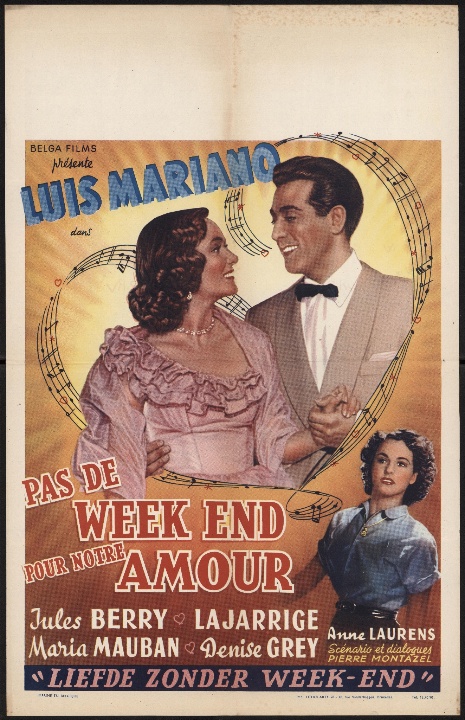 BELGA FILMS
présente
LUIS MARIANO
dans
PAS DE
WEEK END
POUR NOTRE
AMOUR
Jules BERRY LAJARRIGE
Maria MAUBAN Denise GREY
Anne LAURENS
Scénario et dialogues
PIERRE MONTAZEL
"LIEFDE ZONDER WEEK-END"